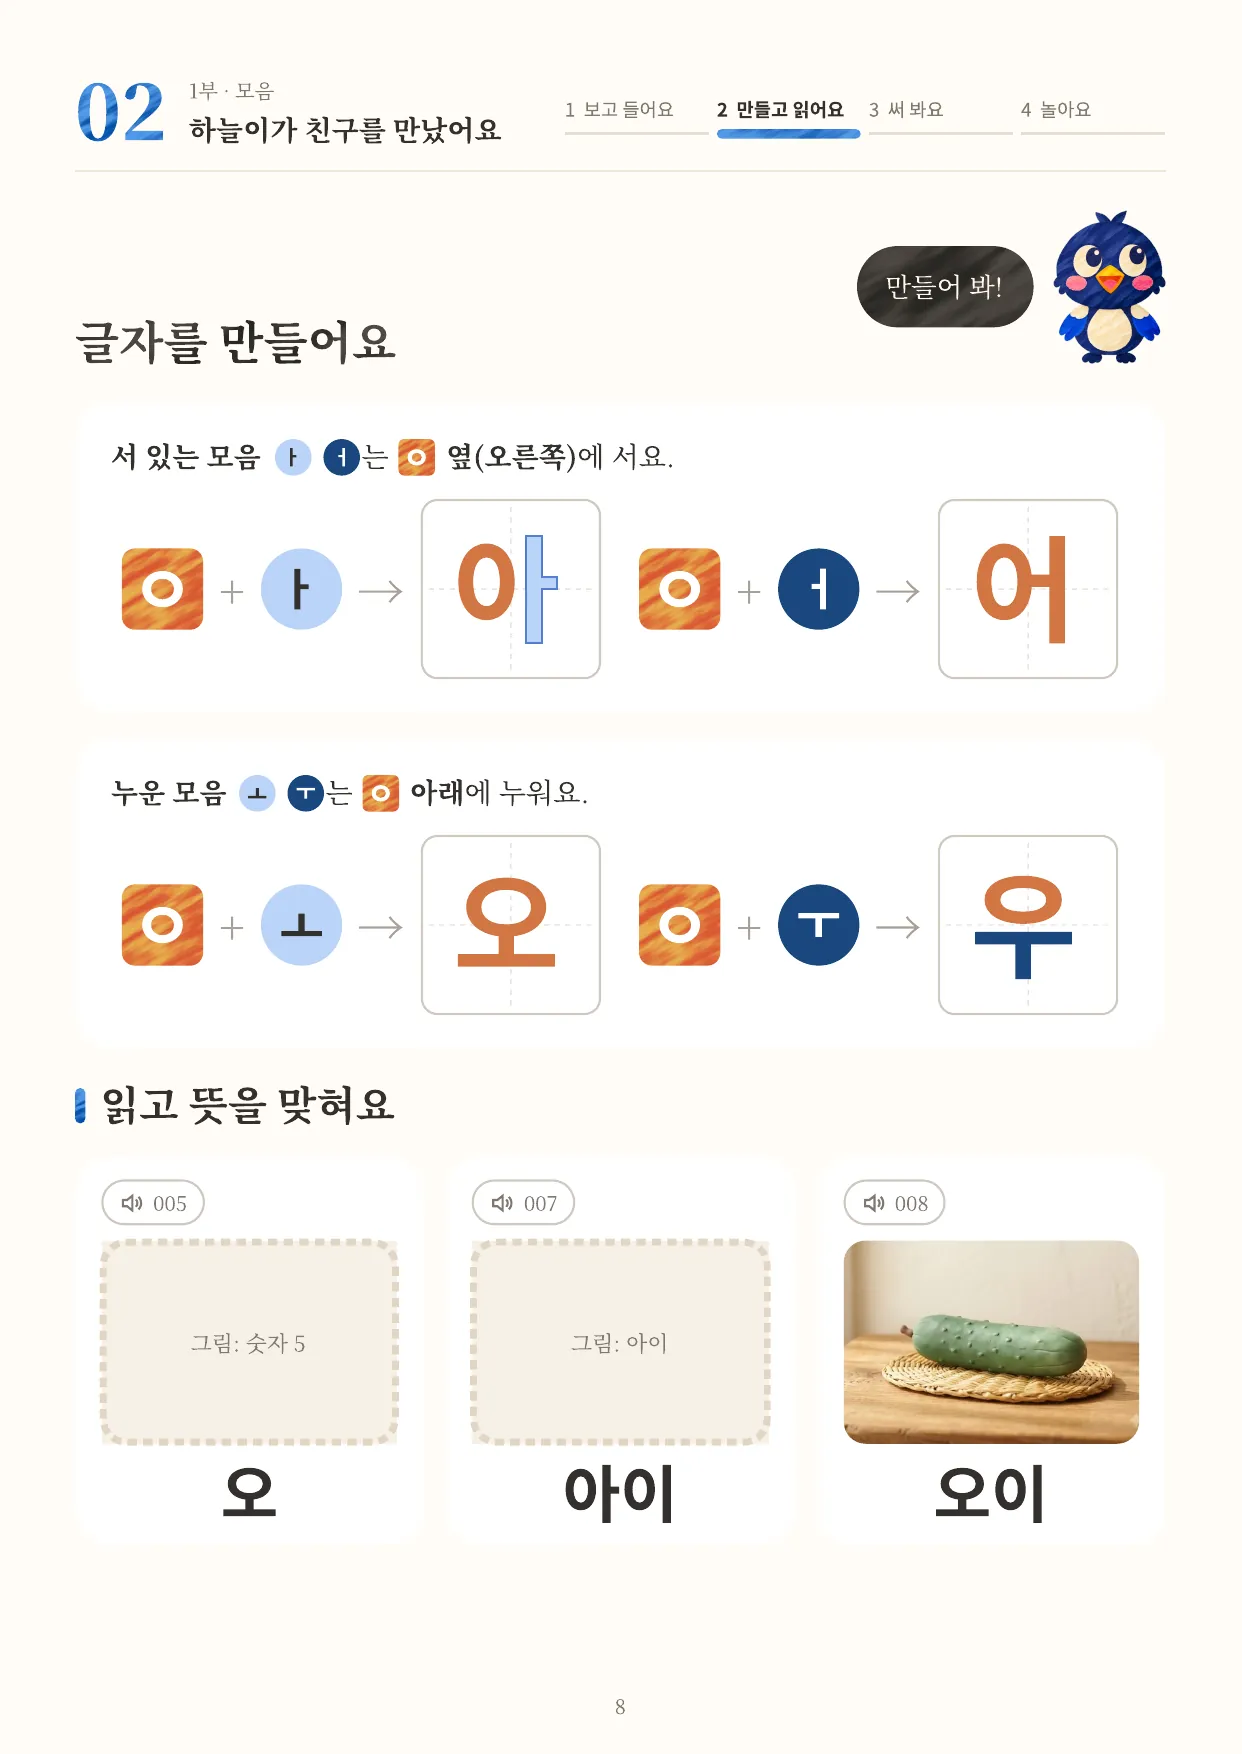 02
1부 · 모음
하늘이가 친구를 만났어요
1 보고 들어요 2 만들고 읽어요 3 써 봐요 4 놀아요
만들어 봐!
글자를 만들어요
서 있는 모음 ㅏ ㅓ는 ㅇ 옆(오른쪽)에 서요.
ㅇ + ㅏ → 아 ㅇ + ㅓ → 어
누운 모음 ㅗ ㅜ는 ㅇ 아래에 누워요.
ㅇ + ㅗ → 오 ㅇ + ㅜ → 우
읽고 뜻을 맞혀요
005 007 008
그림: 숫자 5 그림: 아이
오 아이 오이
8